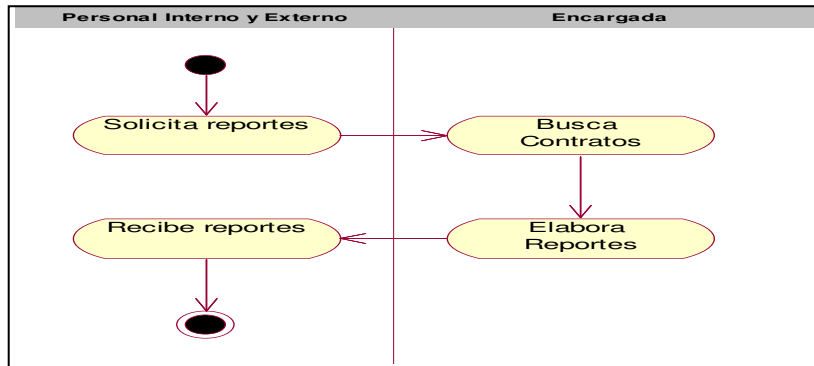 Personal Interno y Externo
Encargada
Solicita reportes
Busca
Contratos
Recibe reportes
Elabora
Reportes